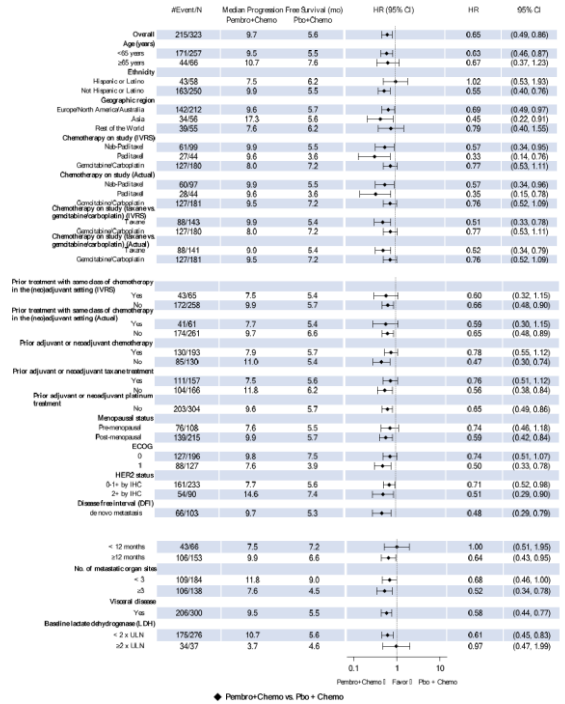 #Event/N Median Progression Free Survival (mo) HR (95% CI) HR 95% CI
Pembro+Chemo Pbo+Chemo
Overall 215/323 9.7 5.6 0.65 (0.49, 0.86)
Age (years)
<65 years 171/257 9.9 5.5 0.63 (0.46, 0.87)
≥65 years 44/66 10.7 7.6 0.67 (0.37, 1.23)
Ethnicity
Hispanic or Latino 43/58 7.5 6.2 1.02 (0.53, 1.93)
Not Hispanic or Latino 163/250 9.9 5.5 0.55 (0.40, 0.76)
Geographic region
Europe/North America/Australia 142/212 9.6 5.7 0.69 (0.49, 0.97)
Asia 34/56 17.3 5.6 0.45 (0.22, 0.91)
Rest of the World 39/55 7.6 6.2 0.79 (0.40, 1.55)
Chemotherapy on study (IVRS)
Nab-Paclitaxel 61/99 9.9 5.5 0.57 (0.34, 0.95)
Paclitaxel 27/44 9.6 3.6 0.33 (0.14, 0.76)
Gemcitabine/Carboplatin 127/180 8.0 7.2 0.77 (0.53, 1.11)
Chemotherapy on study (Actual)
Nab-Paclitaxel 60/97 9.9 5.5 0.57 (0.34, 0.96)
Paclitaxel 28/44 9.6 3.6 0.35 (0.15, 0.78)
Gemcitabine/Carboplatin 127/181 9.5 7.2 0.76 (0.52, 1.09)
Chemotherapy on study (taxane vs.
gemcitabine/carboplatin) (IVRS)
Taxane 88/143 9.9 5.4 0.51 (0.33, 0.78)
Gemcitabine/Carboplatin 127/180 8.0 7.2 0.77 (0.53, 1.11)
Chemotherapy on study (taxane vs.
gemcitabine/carboplatin) (Actual)
Taxane 88/141 9.9 5.4 0.52 (0.34, 0.79)
Gemcitabine/Carboplatin 127/181 9.5 7.2 0.76 (0.52, 1.09)
Prior treatment with same class of chemotherapy
in the (neo)adjuvant setting (IVRS)
Yes 43/65 7.5 5.4 0.60 (0.32, 1.15)
No 172/258 9.9 5.7 0.66 (0.48, 0.90)
Prior treatment with same class of chemotherapy
in the (neo)adjuvant setting (Actual)
Yes 41/61 7.7 5.4 0.59 (0.30, 1.15)
No 174/261 9.7 6.6 0.65 (0.48, 0.89)
Prior adjuvant or neoadjuvant chemotherapy
Yes 130/193 7.9 5.7 0.78 (0.55, 1.12)
No 85/130 11.0 5.4 0.47 (0.30, 0.74)
Prior adjuvant or neoadjuvant taxane treatment
Yes 111/157 7.5 5.6 0.76 (0.51, 1.12)
No 104/166 11.8 6.2 0.56 (0.38, 0.84)
Prior adjuvant or neoadjuvant platinum
treatment
No 203/304 9.6 5.7 0.65 (0.49, 0.86)
Menopausal status
Pre-menopausal 76/108 7.6 5.5 0.74 (0.46, 1.18)
Post-menopausal 139/215 9.9 5.7 0.59 (0.42, 0.84)
ECOG
0 127/196 9.8 7.5 0.74 (0.51, 1.07)
1 88/127 7.6 3.9 0.50 (0.33, 0.78)
HER2 status
0-1+ by IHC 161/233 7.7 5.6 0.71 (0.52, 0.98)
2+ by IHC 54/90 14.6 7.4 0.51 (0.29, 0.90)
Disease free interval (DFI)
de novo metastasis 66/103 9.7 5.3 0.48 (0.29, 0.79)
< 12 months 43/66 7.5 7.2 1.00 (0.51, 1.95)
≥12 months 106/153 9.9 6.6 0.64 (0.43, 0.95)
No. of metastatic organ sites
< 3 109/184 11.8 9.0 0.68 (0.46, 1.00)
≥3 106/138 7.6 4.5 0.52 (0.34, 0.78)
Visceral disease
Yes 206/300 9.5 5.5 0.58 (0.44, 0.77)
Baseline lactate dehydrogenase (LDH)
< 2 x ULN 175/276 10.7 5.6 0.61 (0.45, 0.83)
≥2 x ULN 34/37 3.7 4.6 0.97 (0.47, 1.99)
0.1 1 10
Pembro+Chemo Favor Pbo + Chemo
◆ Pembro+Chemo vs. Pbo + Chemo